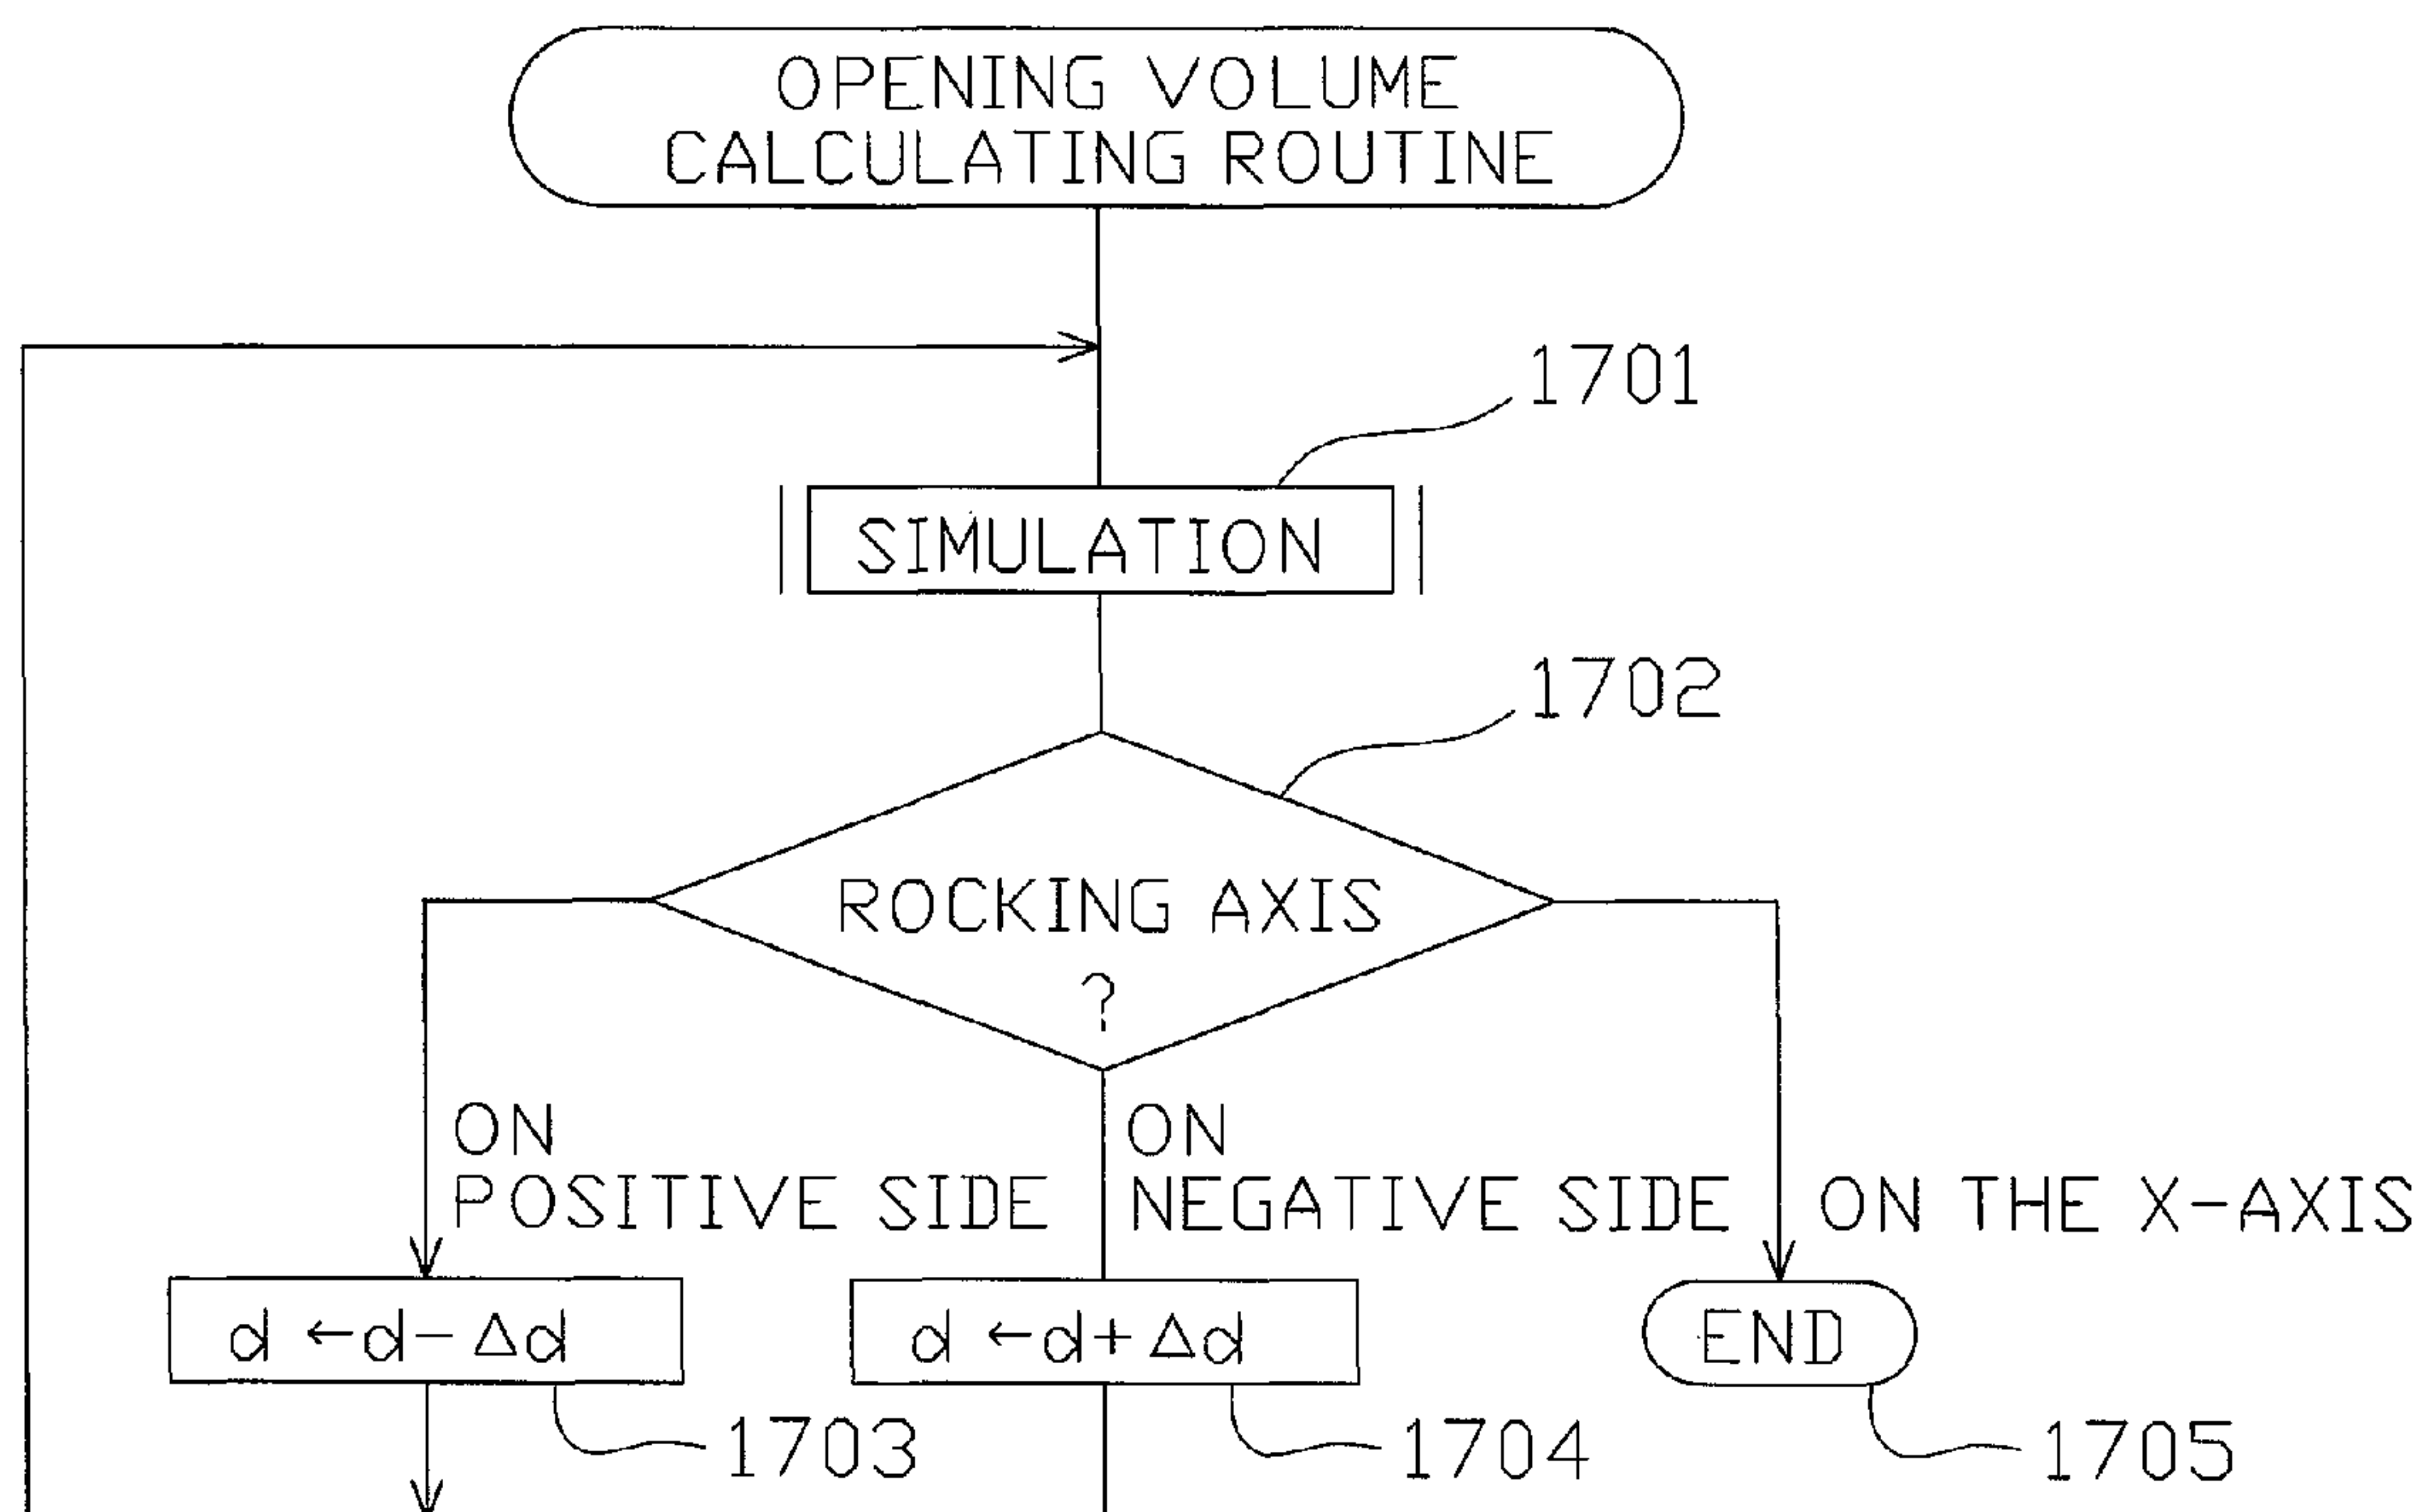 OPENING VOLUME
CALCULATING ROUTINE
1701
SIMULATION
1702
ROCKING AXIS
?
ON
POSITIVE SIDE
ON
NEGATIVE SIDE
ON THE X-AXIS
d ←d-Δd
d ←d+Δd
END
1703
1704
1705